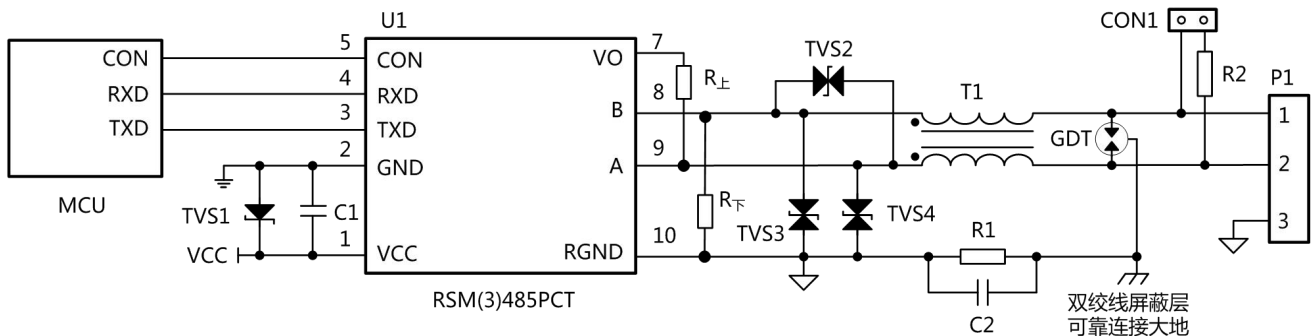 U1
CON1
MCU
CON
RXD
TXD
5
4
3
2
1
CON
RXD
TXD
GND
VCC
VO
B
A
RGND
7
8
9
10
RSM(3)485PCT
TVS1
C1
VCC
R上
R下
TVS2
TVS3
TVS4
T1
GDT
R1
C2
R2
P1
1
2
3
双绞线屏蔽层
可靠连接大地